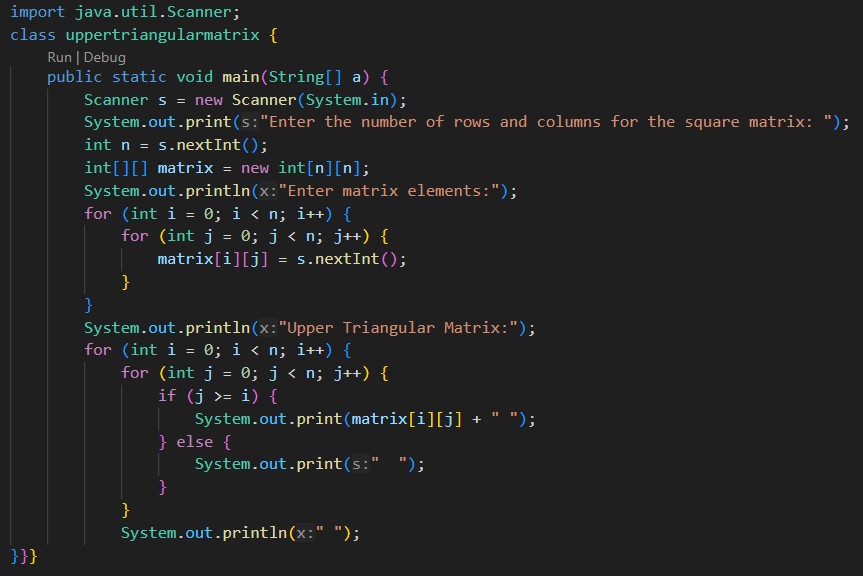 import java.util.Scanner;
class uppertriangularmatrix {
Run | Debug
public static void main(String[] a) {
Scanner s = new Scanner(System.in);
System.out.print(s:"Enter the number of rows and columns for the square matrix: ");
int n = s.nextInt();
int[][] matrix = new int[n][n];
System.out.println(x:"Enter matrix elements:");
for (int i = 0; i < n; i++) {
for (int j = 0; j < n; j++) {
matrix[i][j] = s.nextInt();
}
}
System.out.println(x:"Upper Triangular Matrix:");
for (int i = 0; i < n; i++) {
for (int j = 0; j < n; j++) {
if (j >= i) {
System.out.print(matrix[i][j] + " ");
} else {
System.out.print(s:"  ");
}
}
System.out.println(x:" ");
}}}